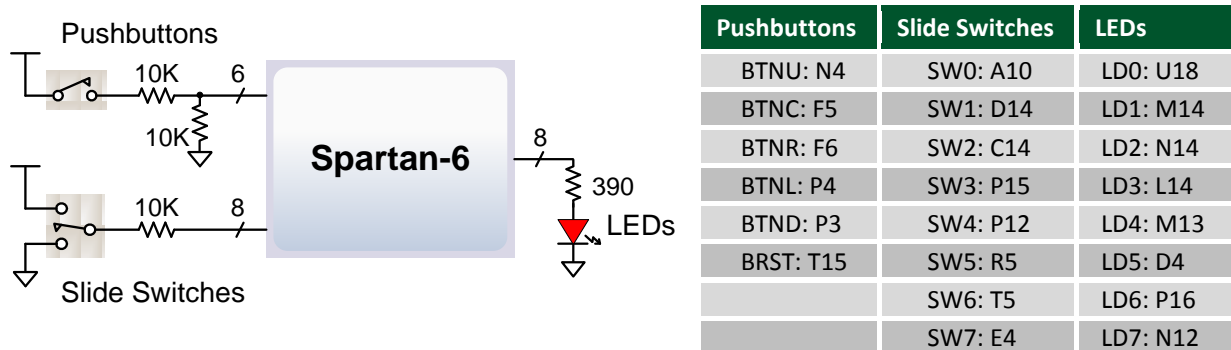 Pushbuttons
10K
6
10K
Spartan-6
8
390
LEDs
10K
8
Slide Switches
Pushbuttons Slide Switches LEDs
BTNU: N4 SW0: A10 LD0: U18
BTNC: F5 SW1: D14 LD1: M14
BTNR: F6 SW2: C14 LD2: N14
BTNL: P4 SW3: P15 LD3: L14
BTND: P3 SW4: P12 LD4: M13
BRST: T15 SW5: R5 LD5: D4
SW6: T5 LD6: P16
SW7: E4 LD7: N12